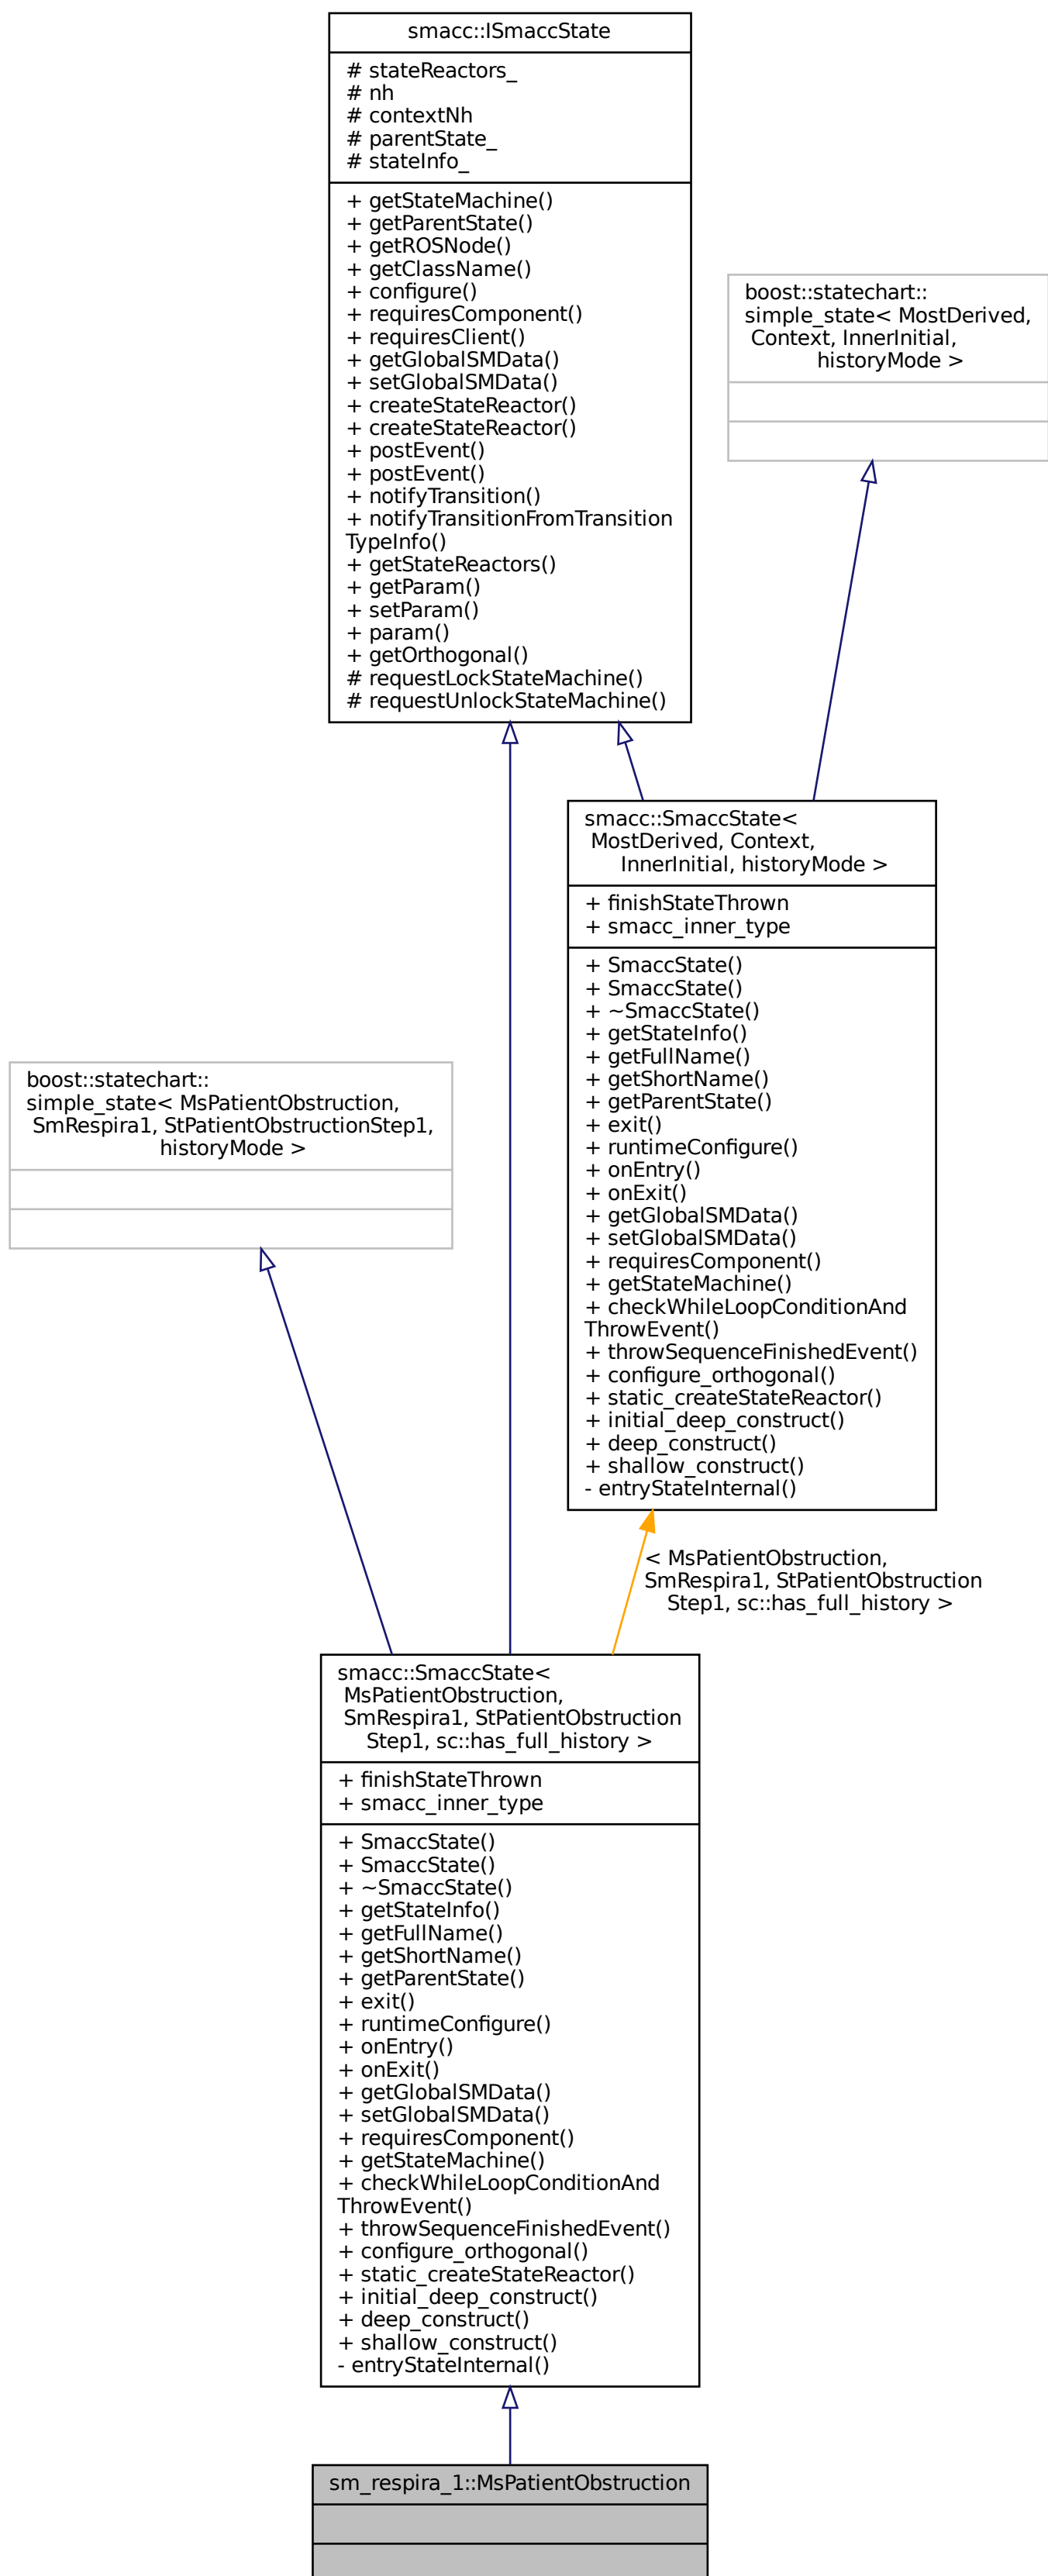 smacc::ISmaccState
# stateReactors_
# nh
# contextNh
# parentState_
# stateInfo_
+ getStateMachine()
+ getParentState()
+ getROSNode()
+ getClassName()
+ configure()
+ requiresComponent()
+ requiresClient()
+ getGlobalSMData()
+ setGlobalSMData()
+ createStateReactor()
+ createStateReactor()
+ postEvent()
+ postEvent()
+ notifyTransition()
+ notifyTransitionFromTransition
TypeInfo()
+ getStateReactors()
+ getParam()
+ setParam()
+ param()
+ getOrthogonal()
# requestLockStateMachine()
# requestUnlockStateMachine()
boost::statechart::
simple_state< MostDerived,
Context, InnerInitial,
historyMode >
smacc::SmaccState<
MostDerived, Context,
InnerInitial, historyMode >
+ finishStateThrown
+ smacc_inner_type
+ SmaccState()
+ SmaccState()
+ ~SmaccState()
+ getStateInfo()
+ getFullName()
+ getShortName()
+ getParentState()
+ exit()
+ runtimeConfigure()
+ onEntry()
+ onExit()
+ getGlobalSMData()
+ setGlobalSMData()
+ requiresComponent()
+ getStateMachine()
+ checkWhileLoopConditionAnd
ThrowEvent()
+ throwSequenceFinishedEvent()
+ configure_orthogonal()
+ static_createStateReactor()
+ initial_deep_construct()
+ deep_construct()
+ shallow_construct()
- entryStateInternal()
boost::statechart::
simple_state< MsPatientObstruction,
SmRespira1, StPatientObstructionStep1,
historyMode >
< MsPatientObstruction,
SmRespira1, StPatientObstruction
Step1, sc::has_full_history >
smacc::SmaccState<
MsPatientObstruction,
SmRespira1, StPatientObstruction
Step1, sc::has_full_history >
+ finishStateThrown
+ smacc_inner_type
+ SmaccState()
+ SmaccState()
+ ~SmaccState()
+ getStateInfo()
+ getFullName()
+ getShortName()
+ getParentState()
+ exit()
+ runtimeConfigure()
+ onEntry()
+ onExit()
+ getGlobalSMData()
+ setGlobalSMData()
+ requiresComponent()
+ getStateMachine()
+ checkWhileLoopConditionAnd
ThrowEvent()
+ throwSequenceFinishedEvent()
+ configure_orthogonal()
+ static_createStateReactor()
+ initial_deep_construct()
+ deep_construct()
+ shallow_construct()
- entryStateInternal()
sm_respira_1::MsPatientObstruction